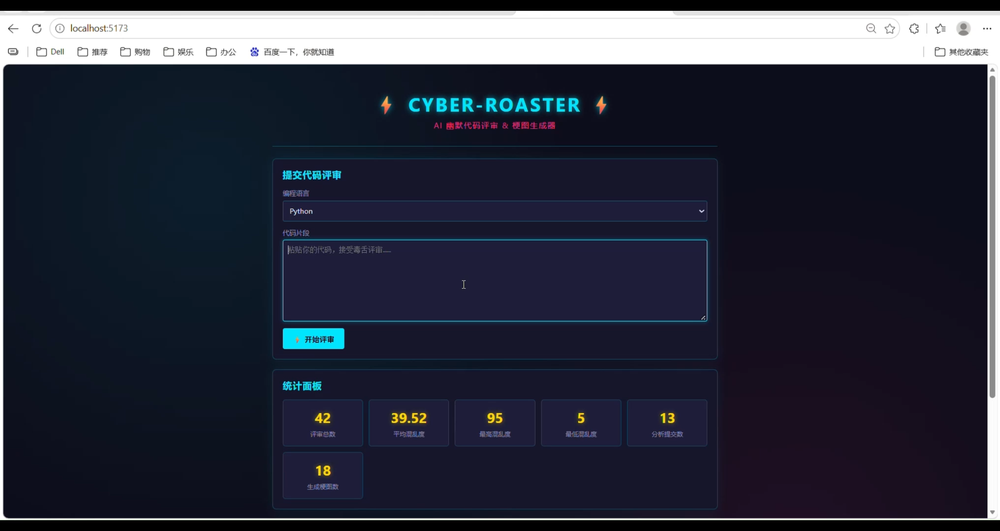 localhost:5173
Dell 推荐 购物 娱乐 办公 百度一下，你就知道 其他收藏夹
CYBER-ROASTER
AI 幽默代码评审 & 梗图生成器
提交代码评审
编程语言
Python
代码片段
粘贴你的代码，接受毒舌评审……
开始评审
统计面板
42
评审总数
39.52
平均混乱度
95
最高混乱度
5
最低混乱度
13
分析提交数
18
生成梗图数